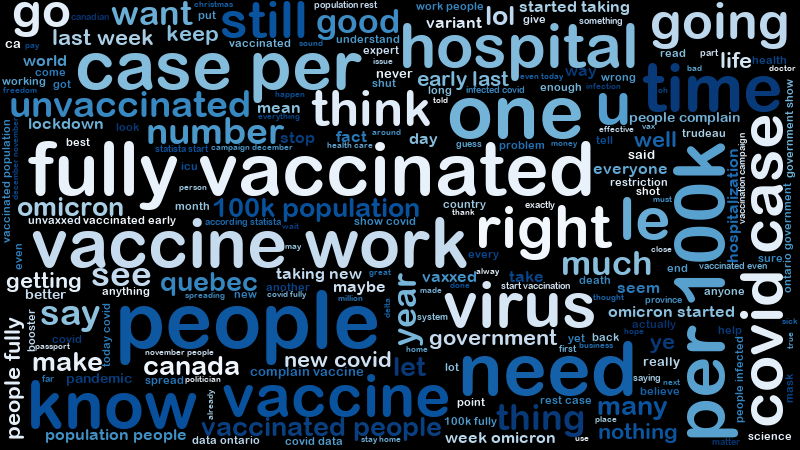 go
canadian
christmas
want
put
still
population rest
good
work people
variant
lol
started taking
give
something
going
ca
pay
last week
keep
vaccinated
sound
understand
expert
hospital
read
part
life
health
world
case per
issue
never
early last
way
wrong
bad
doctor
working
come
got
freedom
shut
long
infected covid
even today
enough
infection
time
oh
unvaccinated
mean
happen
everything
think
told
one
u
people complain
lockdown
look
number
stop
fact
around
day
guess
problem
money
effective
vax
tell
well
trudeau
best
statista start
campaign december
health care
said
everyone
restriction
shot
fully vaccinated
icu
person
omicron
month
100k population
country
thank
exactly
le
must
unvaxxed vaccinated early
according statista
show covid
right
wait
vaccine work
may
every
close
much
end
vaccinated even
sure
even
see
quebec
taking new
great
vaxxed
alway
take
death
getting
better
anything
spreading
new
another
covid fully
maybe
million
delta
year
made
done
start vaccination
thought
seem
province
anyone
say
people
system
virus
omicron started
booster
today covid
government
hope
actually
help
covid
passport
november people
home
first
yet
back
business
ye
make
canada
new covid
let
lot
need
really
saying
next
far
pandemic
spread
politician
complain vaccine
believe
know
already
vaccine
point
rest case
many
thing
place
nothing
matter
population people
vaccinated people
100k fully
data ontario
covid data
stay home
week omicron
use
science
vaccinated population
december november
people fully
per 100k
hospitalization
people infected
vaccination campaign
covid case
ontario government show
sick
true
mask